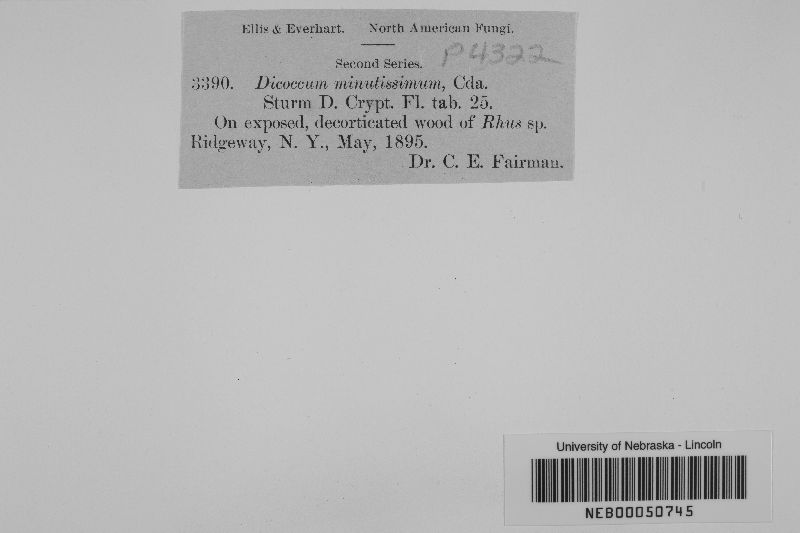 Ellis & Everhart. North American Fungi.
Second Series. P4322
3390. Dicoccum minutissimum, Cda.
Sturm D. Crypt. Fl. tab. 25.
On exposed, decorticated wood of Rhus sp.
Ridgeway, N. Y., May, 1895.
Dr. C. E. Fairman.
University of Nebraska - Lincoln
NEB00050745